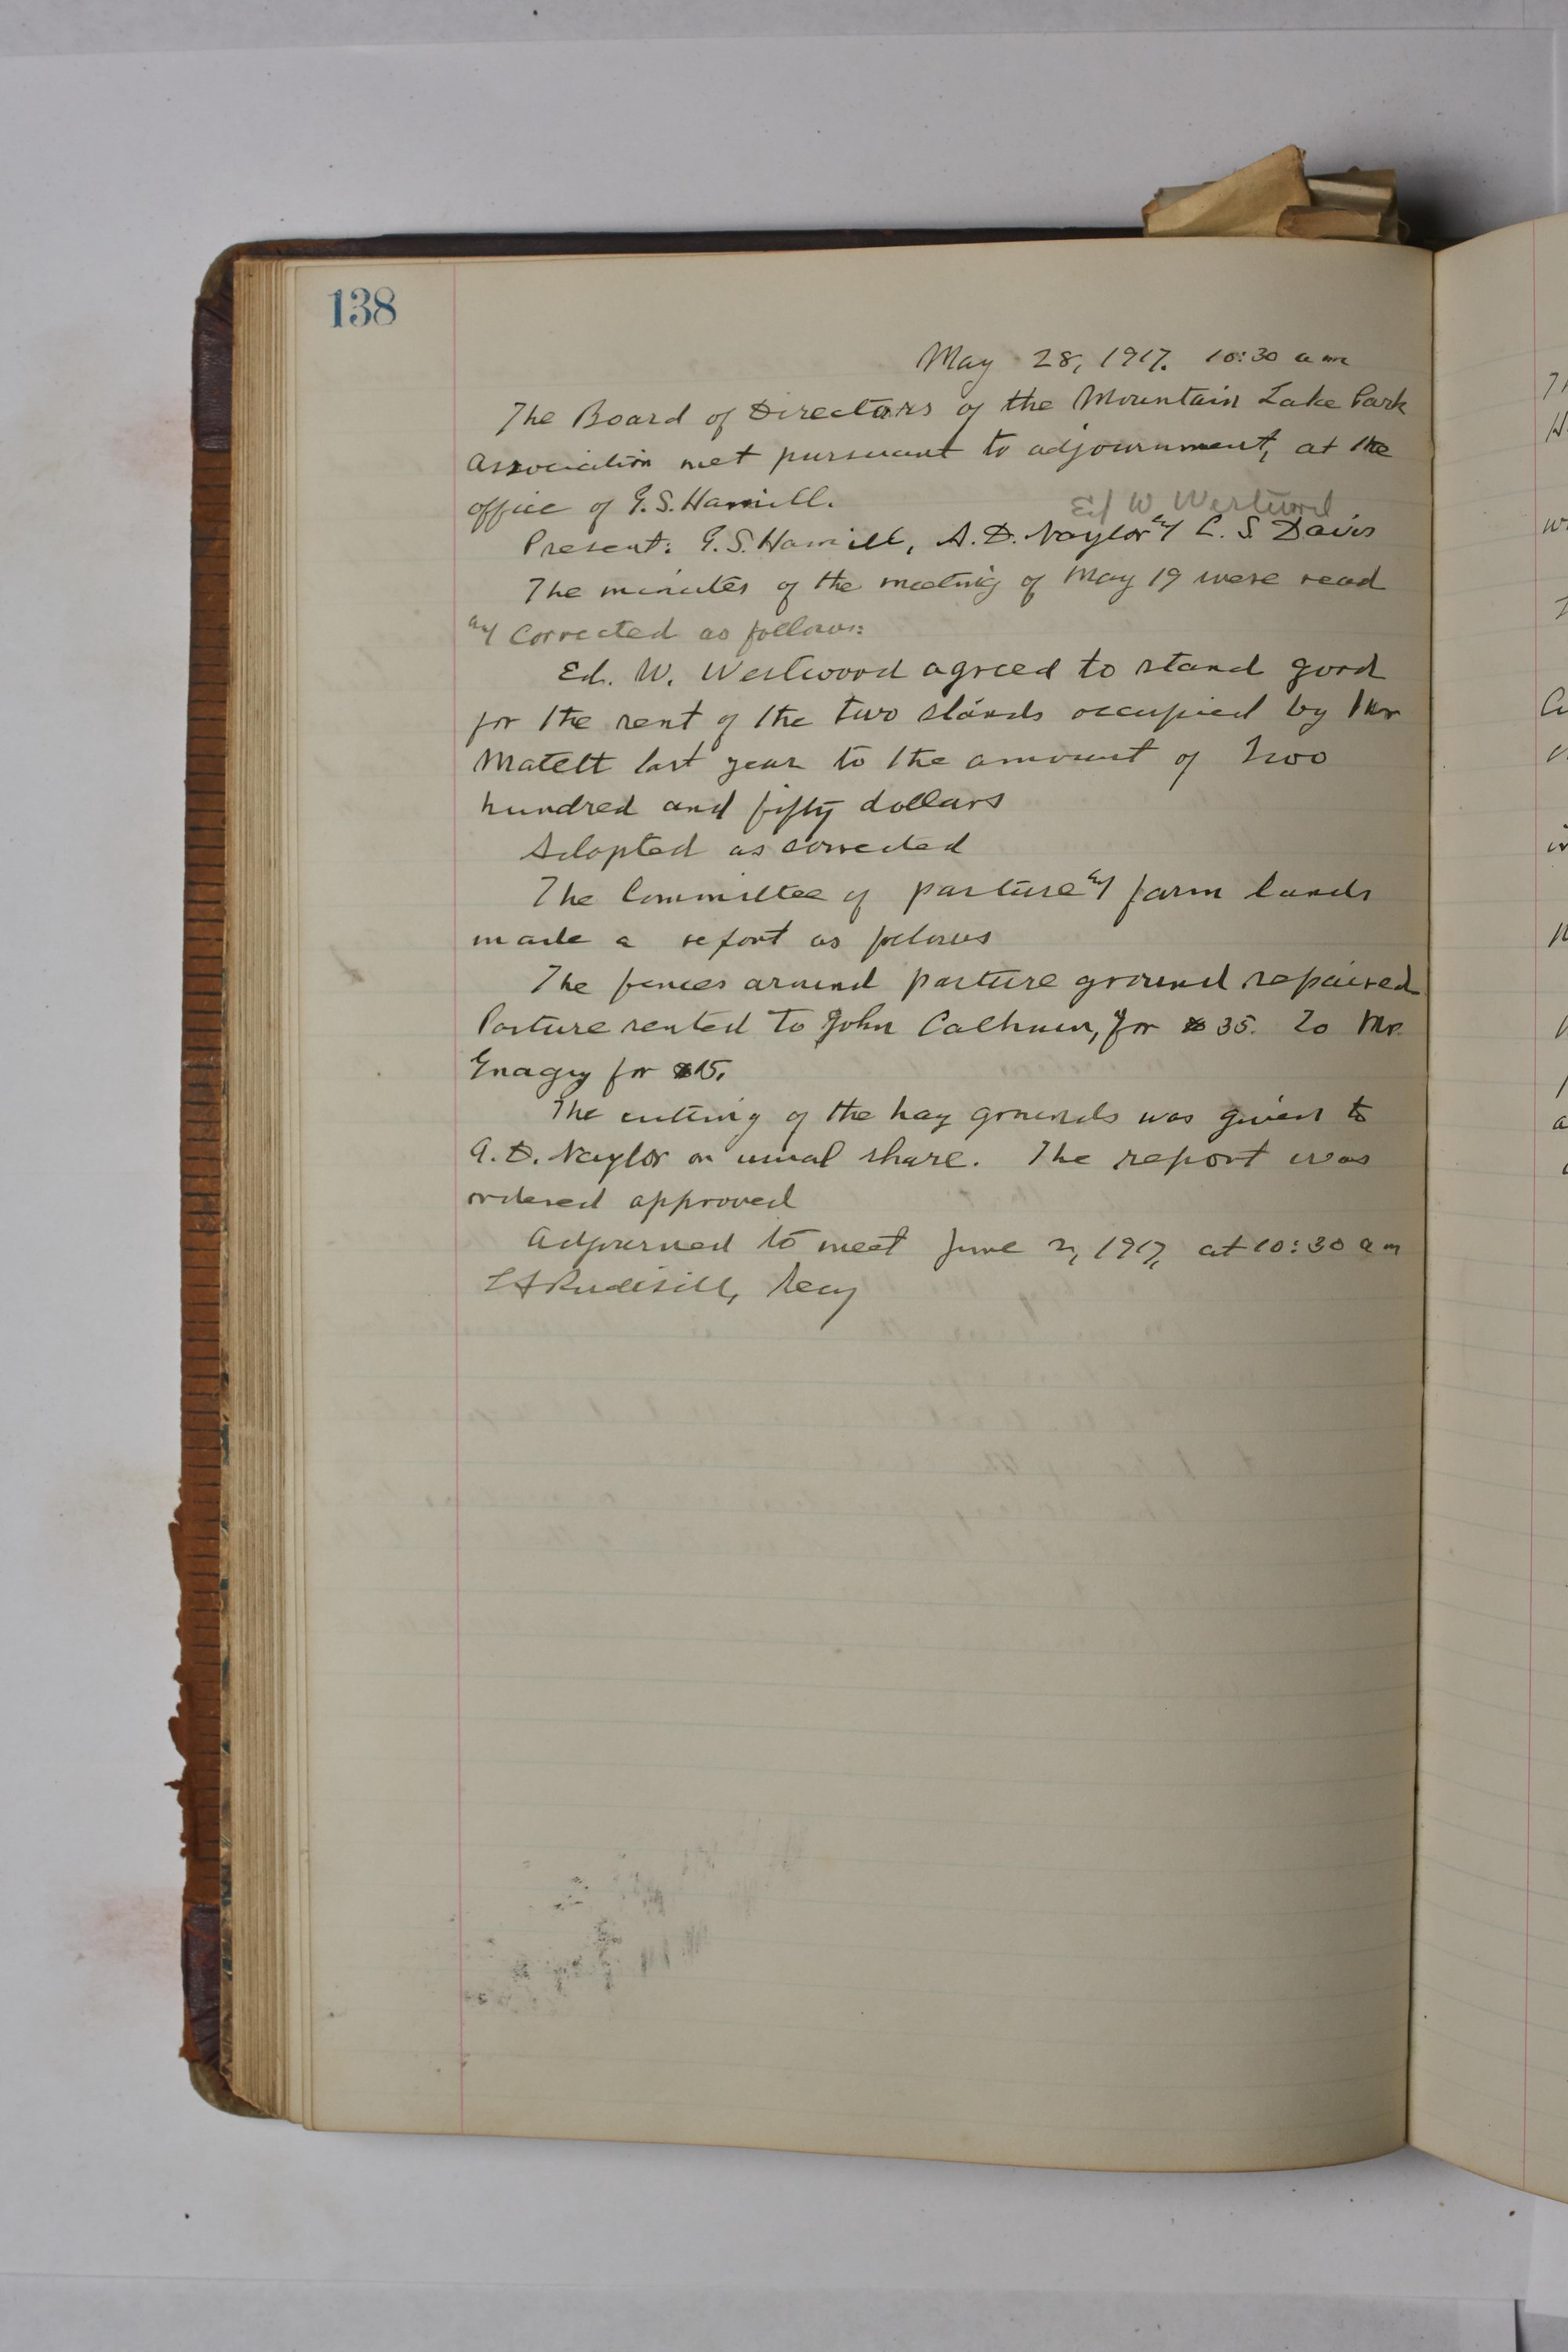 138
May 28, 1917. 10:30 a m
The Board of Directors of the Mountain Lake Park
Association met pursuant to adjournment, at the
office of G. S. Hamill.
Ed W Westwood
Present: G. S. Hamill, A. D. Naylor and L. S. Davis
The minutes of the meeting of May 19 were read
and Corrected as follows:
Ed. W. Westwood agreed to stand good
for the rent of the two stands occupied by Mr
Matett last year to the amount of Two
hundred and fifty dollars
Adopted as corrected
The Committee of pasture and farm lands
made a report as follows
The fences around pasture ground repaired
Pasture rented to John Calhoun, for $ 35. To Mr.
Gnagy for $15.
The cutting of the hay grounds was given to
A. D. Naylor on usual share. The report was
ordered approved
Adjourned to meet June 2, 1917, at 10:30 a m
L A Rudisill, Secy